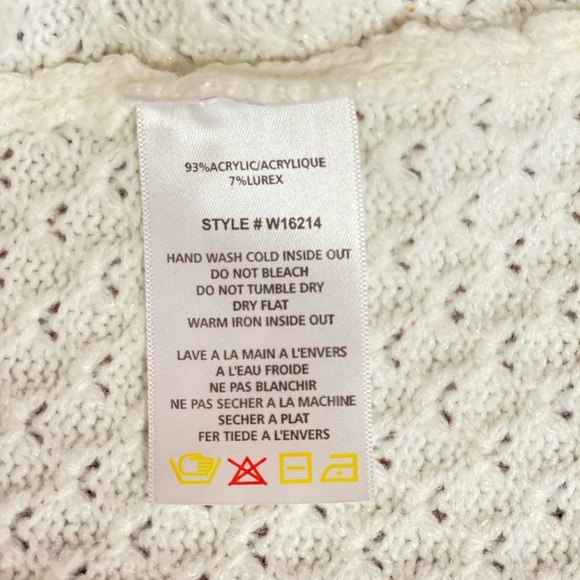 93%ACRYLIC/ACRYLIQUE
7%LUREX
STYLE # W16214
HAND WASH COLD INSIDE OUT
DO NOT BLEACH
DO NOT TUMBLE DRY
DRY FLAT
WARM IRON INSIDE OUT
LAVE A LA MAIN A L'ENVERS
A L'EAU FROIDE
NE PAS BLANCHIR
NE PAS SECHER A LA MACHINE
SECHER A PLAT
FER TIEDE A L'ENVERS